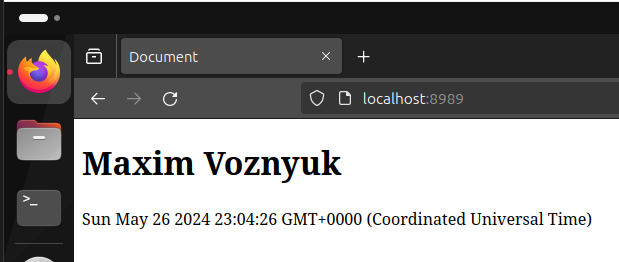 Document
localhost:8989
Maxim Voznyuk
Sun May 26 2024 23:04:26 GMT+0000 (Coordinated Universal Time)
>_